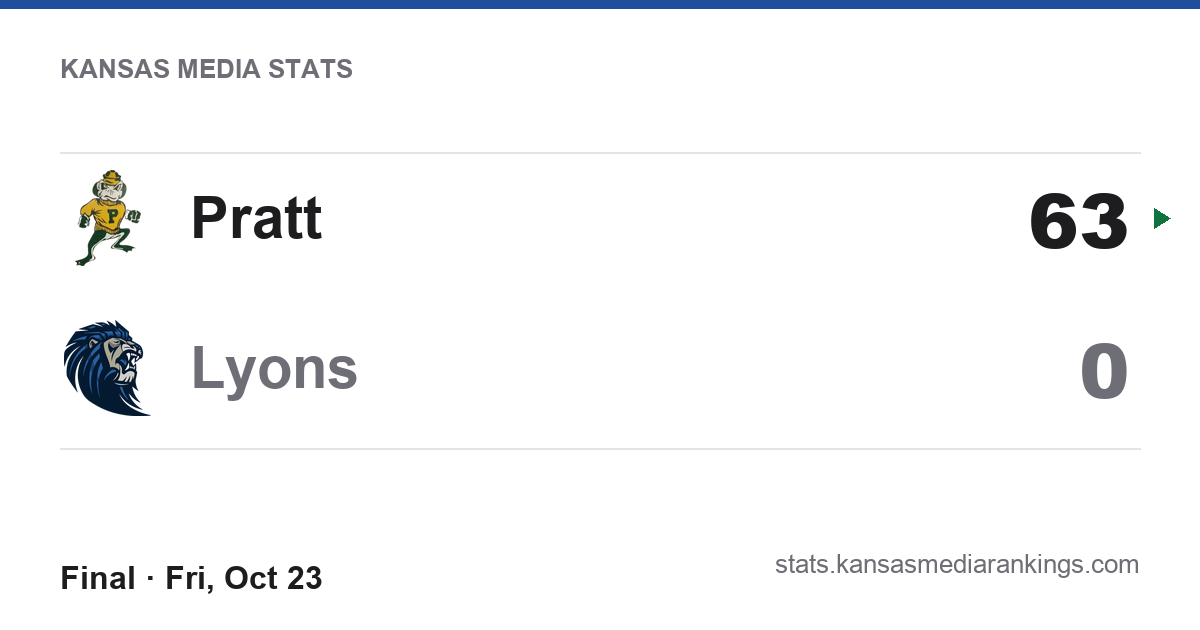 KANSAS MEDIA STATS
Pratt 63
P
Lyons 0
Final · Fri, Oct 23
stats.kansasmediarankings.com